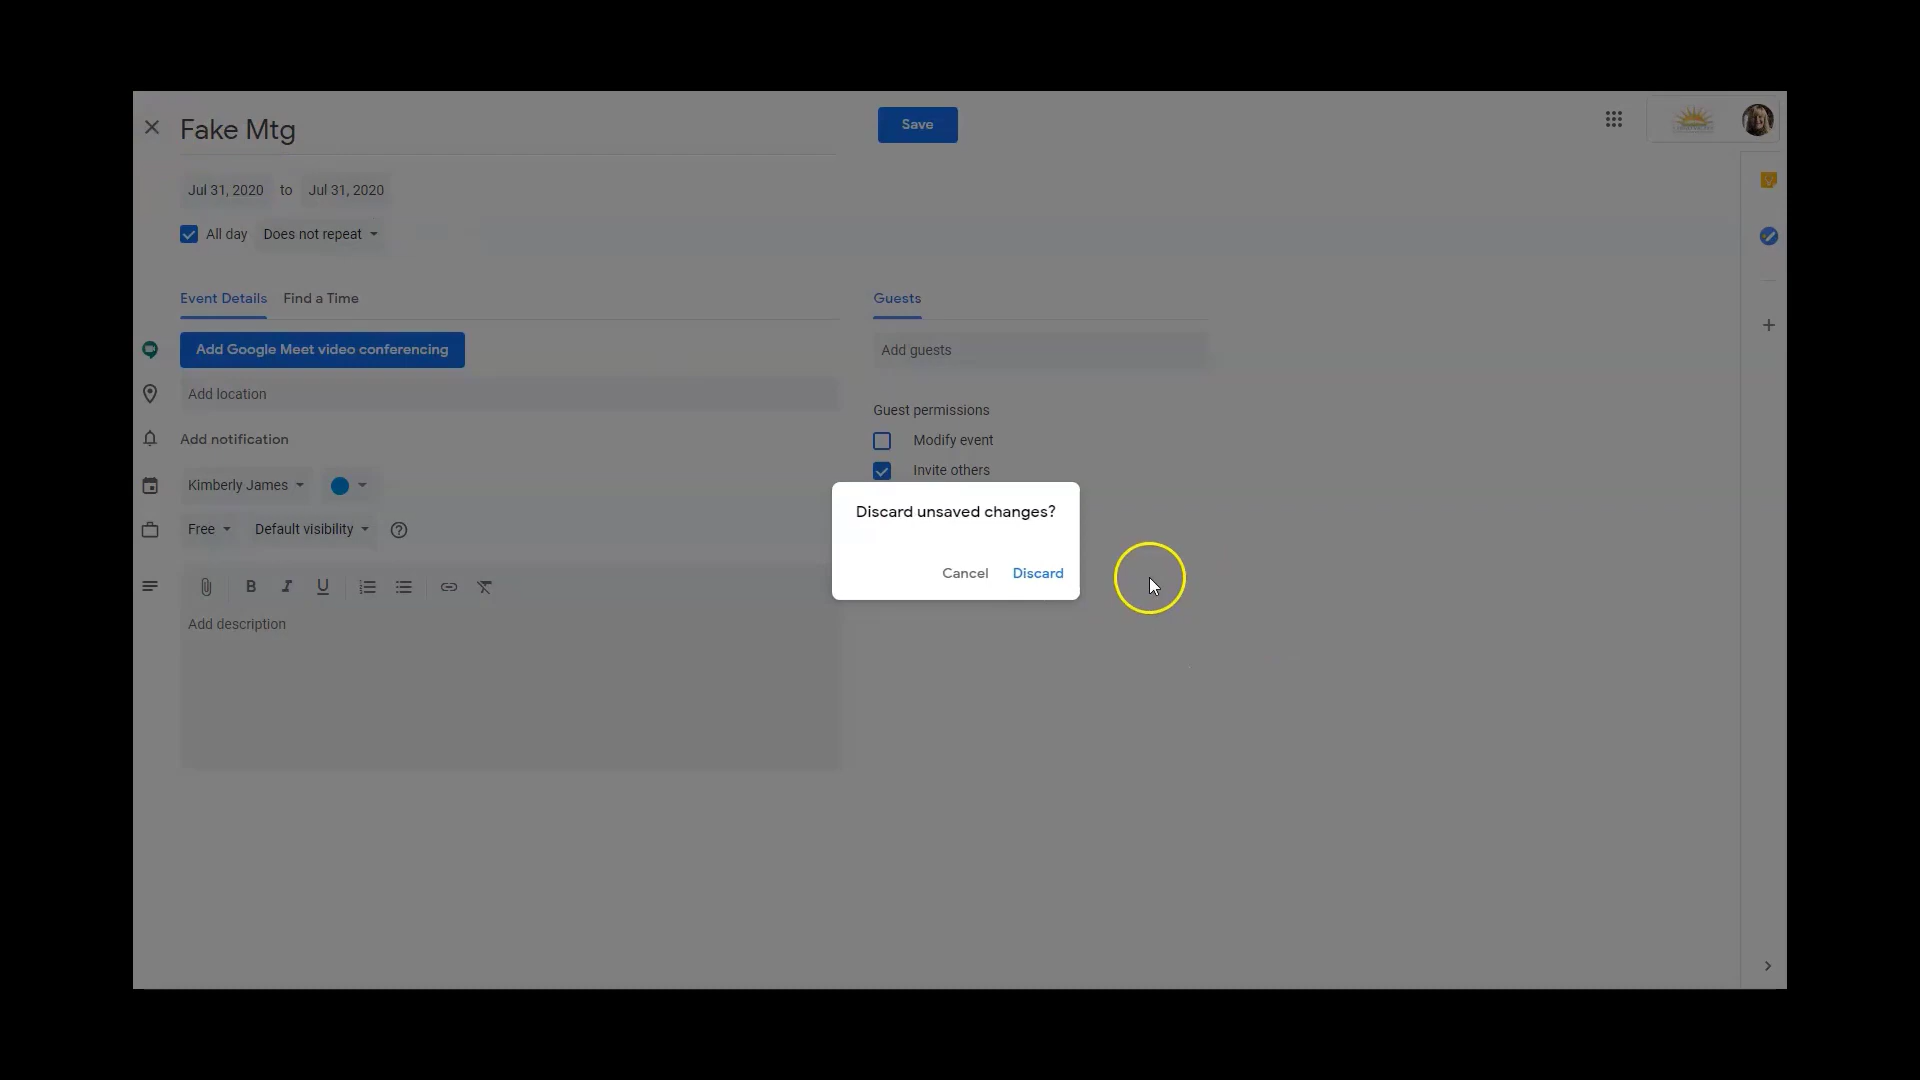 Fake Mtg
Save
Jul 31, 2020 to Jul 31, 2020
All day Does not repeat
Event Details Find a Time
Guests
Add Google Meet video conferencing
Add guests
Add location
Guest permissions
Add notification
Modify event
Invite others
Kimberly James
Discard unsaved changes?
Free Default visibility
Cancel Discard
B I U
Add description